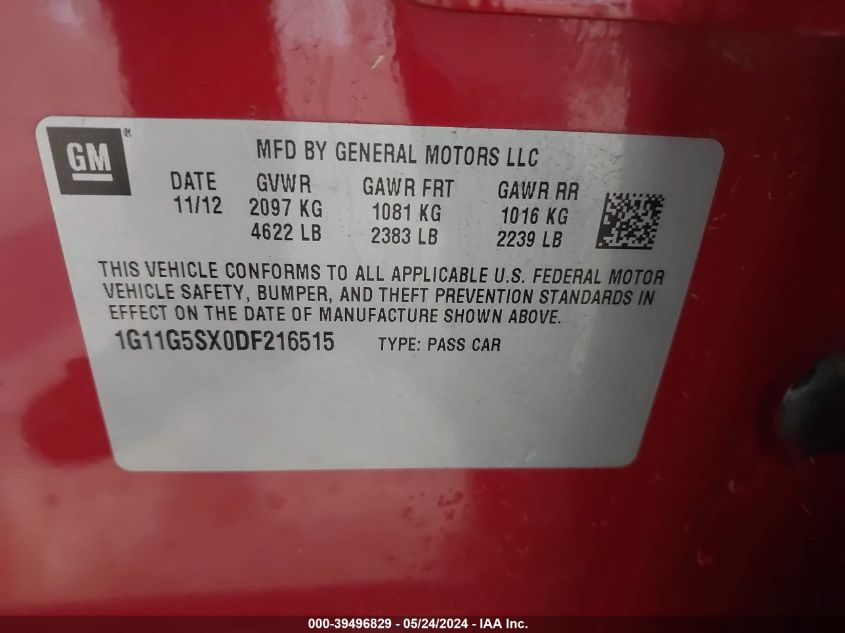 GM ®
MFD BY GENERAL MOTORS LLC
DATE GVWR GAWR FRT GAWR RR
11/12 2097 KG 1081 KG 1016 KG
4622 LB 2383 LB 2239 LB
THIS VEHICLE CONFORMS TO ALL APPLICABLE U.S. FEDERAL MOTOR
VEHICLE SAFETY, BUMPER, AND THEFT PREVENTION STANDARDS IN
EFFECT ON THE DATE OF MANUFACTURE SHOWN ABOVE.
1G11G5SX0DF216515 TYPE: PASS CAR
000-39496829 - 05/24/2024 - IAA Inc.